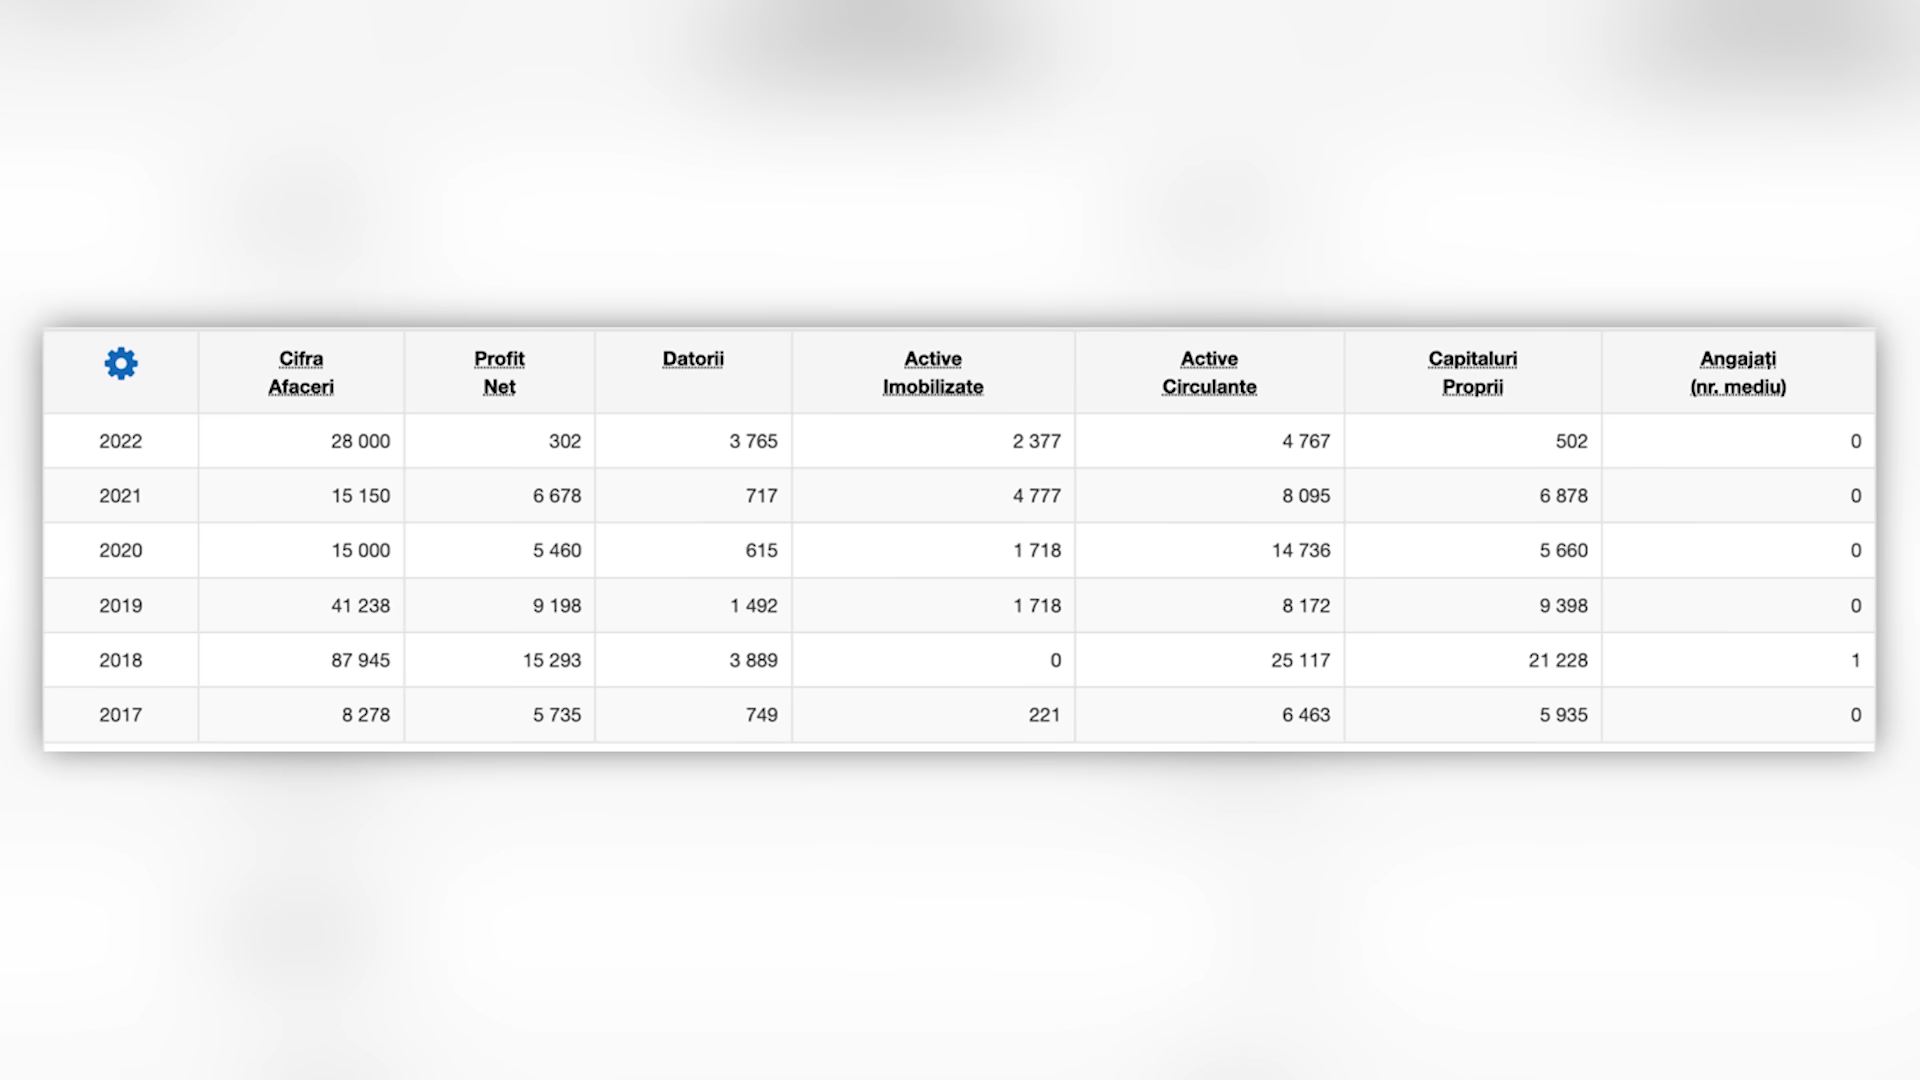 Cifra Afaceri Profit Net Datorii Active Imobilizate Active Circulante Capitaluri Proprii Angajați (nr. mediu)
2022 28 000 302 3 765 2 377 4 767 502 0
2021 15 150 6 678 717 4 777 8 095 6 878 0
2020 15 000 5 460 615 1 718 14 736 5 660 0
2019 41 238 9 198 1 492 1 718 8 172 9 398 0
2018 87 945 15 293 3 889 0 25 117 21 228 1
2017 8 278 5 735 749 221 6 463 5 935 0